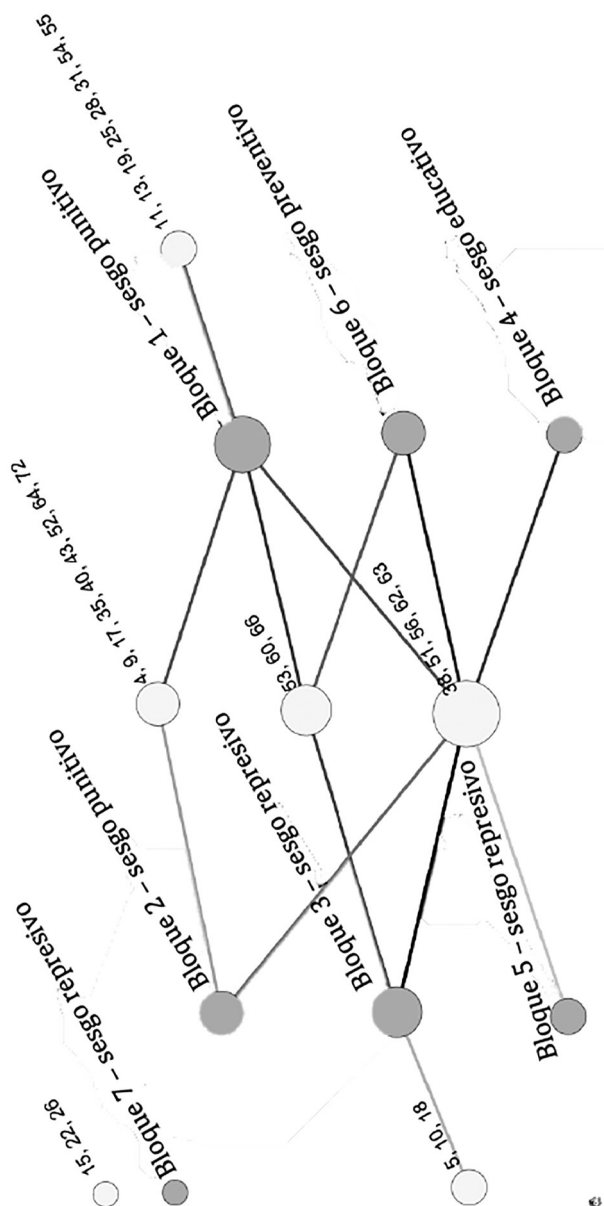 11, 13, 19, 25, 28, 31, 54, 55
Bloque 1 – sesgo punitivo
Bloque 6 – sesgo preventivo
Bloque 4 – sesgo educativo
4, 9, 17, 35, 40, 43, 52, 64, 72
53, 60, 66
38, 51, 56, 62, 63
Bloque 2 – sesgo punitivo
Bloque 3 – sesgo represivo
Bloque 5 – sesgo represivo
Bloque 7 – sesgo represivo
15, 22, 26
5, 10, 18